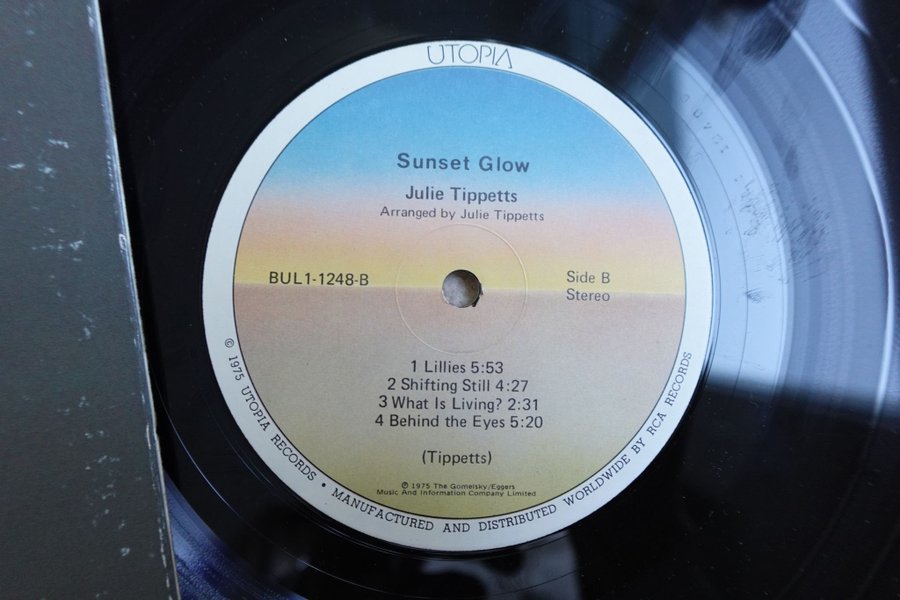 UTOPIA
Sunset Glow
Julie Tippetts
Arranged by Julie Tippetts
BUL1-1248-B
Side B
Stereo
1 Lillies 5:53
2 Shifting Still 4:27
3 What Is Living? 2:31
4 Behind the Eyes 5:20
(Tippetts)
℗ 1975 The Gomelsky/Eggers
Music And Information Company Limited
© 1975 UTOPIA RECORDS • MANUFACTURED AND DISTRIBUTED WORLDWIDE BY RCA RECORDS